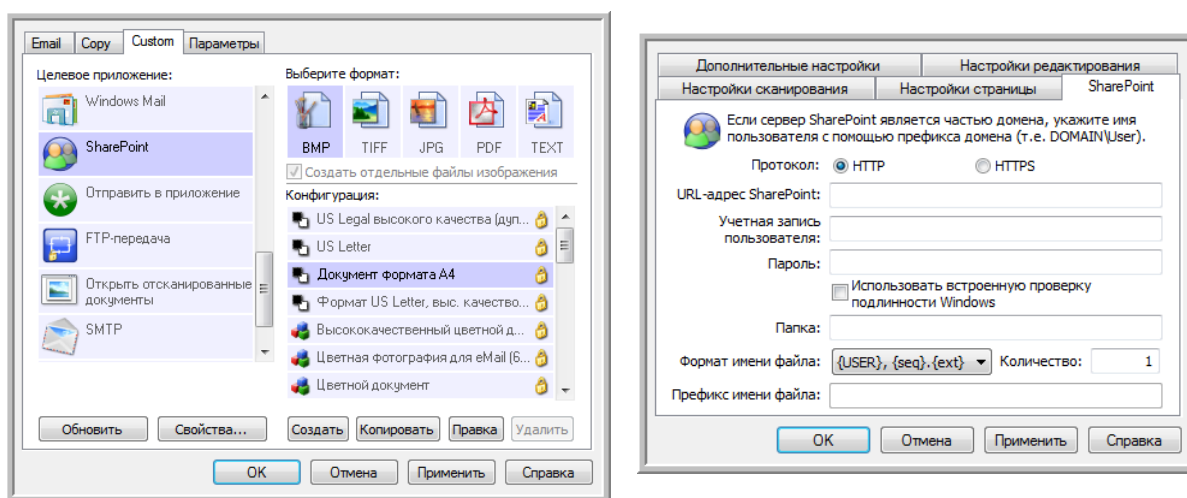 Email Copy Custom Параметры
Целевое приложение:
Windows Mail
SharePoint
Отправить в приложение
FTP-передача
Открыть отсканированные
документы
SMTP
Обновить Свойства...
Выберите формат:
BMP TIFF JPG PDF TEXT
Создать отдельные файлы изображения
Конфигурация:
US Legal высокого качества (дуп...
US Letter
Документ формата A4
Формат US Letter, выс. качество...
Высококачественный цветной д...
Цветная фотография для eMail (6...
Цветной документ
Создать Копировать Правка Удалить
OK Отмена Применить Справка
Дополнительные настройки Настройки редактирования
Настройки сканирования Настройки страницы SharePoint
Если сервер SharePoint является частью домена, укажите имя
пользователя с помощью префикса домена (т.е. DOMAIN\User).
Протокол: HTTP HTTPS
URL-адрес SharePoint:
Учетная запись
пользователя:
Пароль:
Использовать встроенную проверку
подлинности Windows
Папка:
Формат имени файла: {USER}, {seq}.{ext} Количество: 1
Префикс имени файла:
OK Отмена Применить Справка